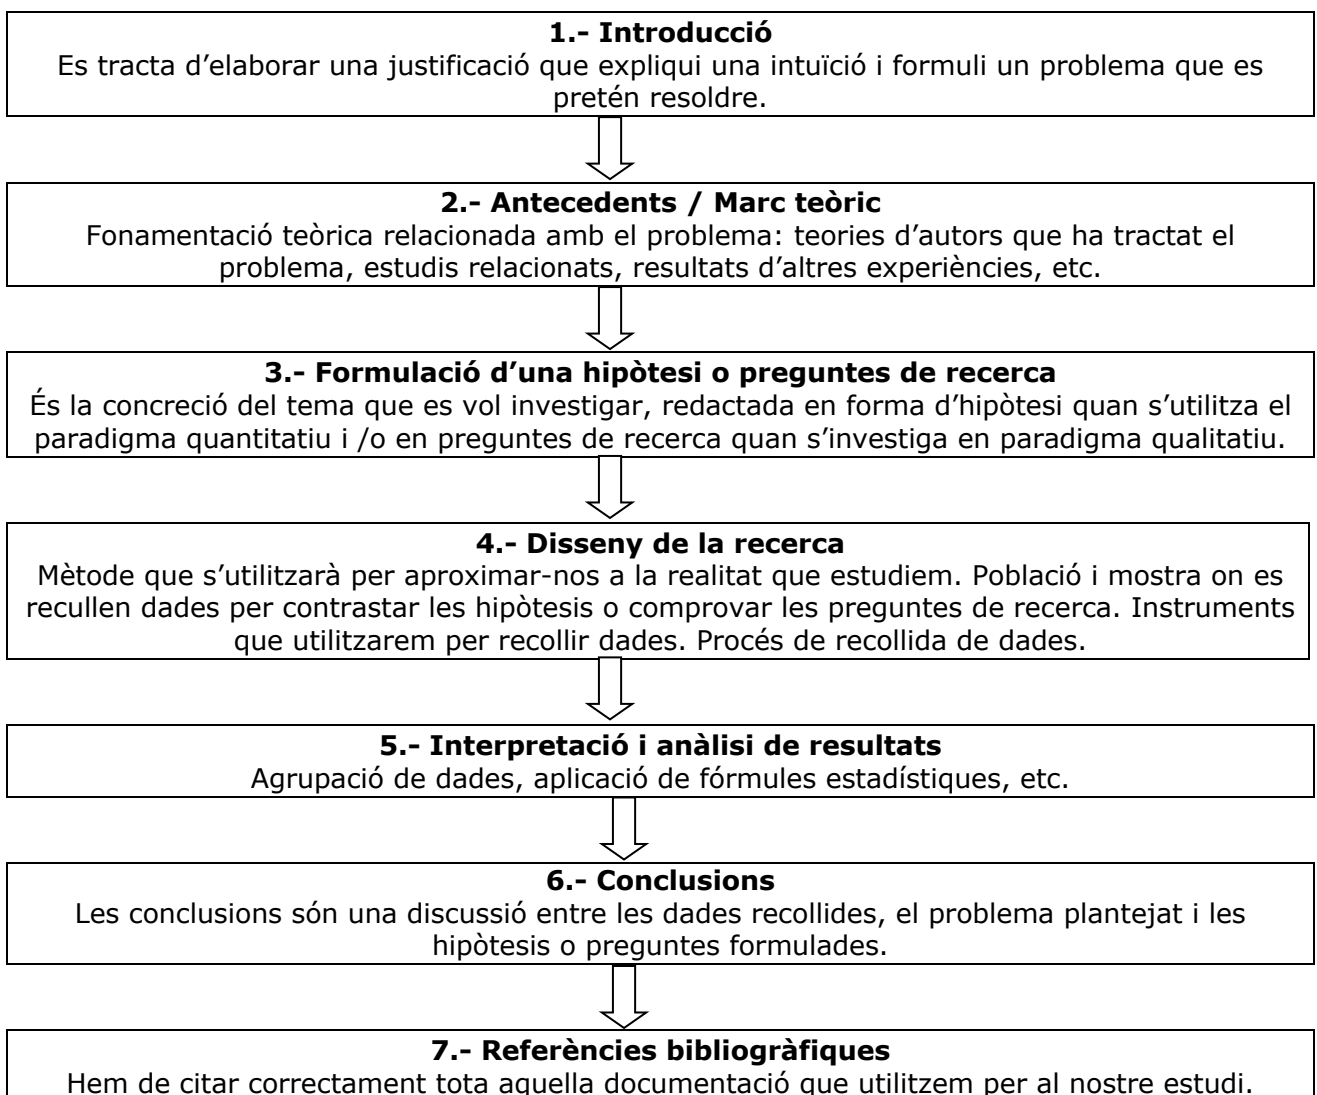 1.- Introducció
Es tracta d’elaborar una justificació que expliqui una intuïció i formuli un problema que es
pretén resoldre.
2.- Antecedents / Marc teòric
Fonamentació teòrica relacionada amb el problema: teories d’autors que ha tractat el
problema, estudis relacionats, resultats d’altres experiències, etc.
3.- Formulació d’una hipòtesi o preguntes de recerca
És la concreció del tema que es vol investigar, redactada en forma d’hipòtesi quan s’utilitza el
paradigma quantitatiu i /o en preguntes de recerca quan s’investiga en paradigma qualitatiu.
4.- Disseny de la recerca
Mètode que s’utilitzarà per aproximar-nos a la realitat que estudiem. Població i mostra on es
recullen dades per contrastar les hipòtesis o comprovar les preguntes de recerca. Instruments
que utilitzarem per recollir dades. Procés de recollida de dades.
5.- Interpretació i anàlisi de resultats
Agrupació de dades, aplicació de fórmules estadístiques, etc.
6.- Conclusions
Les conclusions són una discussió entre les dades recollides, el problema plantejat i les
hipòtesis o preguntes formulades.
7.- Referències bibliogràfiques
Hem de citar correctament tota aquella documentació que utilitzem per al nostre estudi.